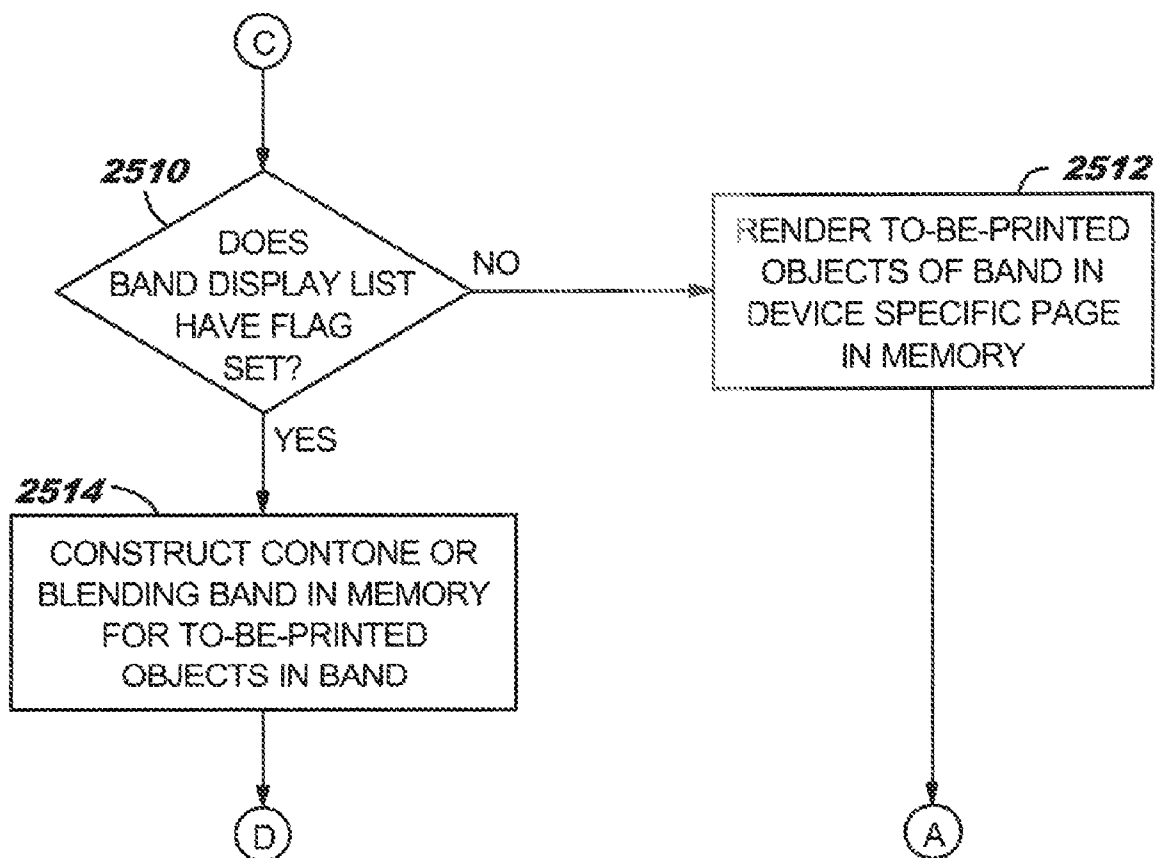 C
2510
DOES
BAND DISPLAY LIST
HAVE FLAG
SET?
NO
2512
RENDER TO-BE-PRINTED
OBJECTS OF BAND IN
DEVICE SPECIFIC PAGE
IN MEMORY
YES
2514
CONSTRUCT CONTONE OR
BLENDING BAND IN MEMORY
FOR TO-BE-PRINTED
OBJECTS IN BAND
D
A